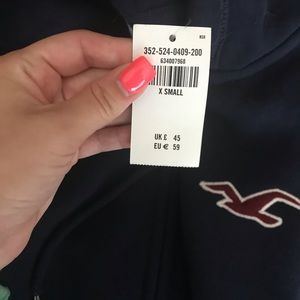 352-524-0409-200
634007968
X SMALL
UK £ 45
EU € 59